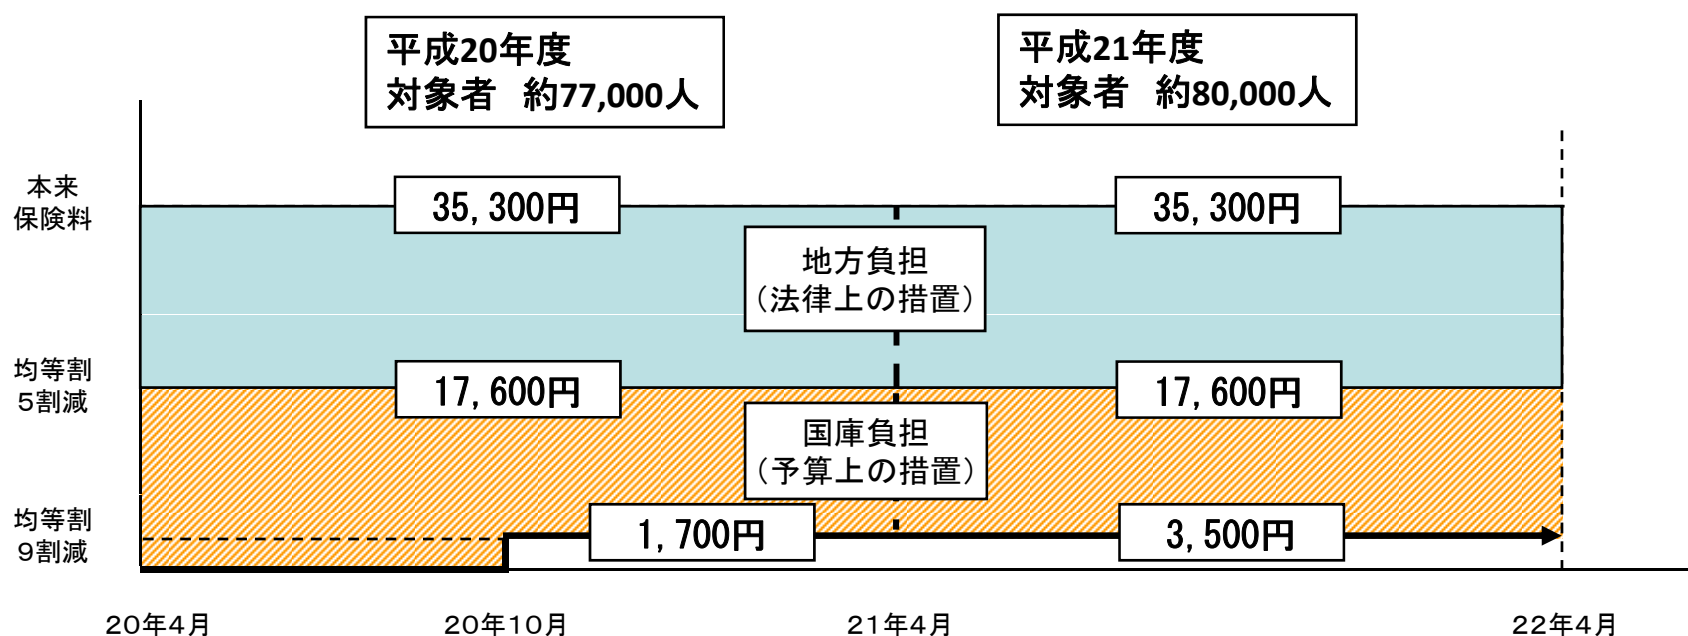 平成20年度
対象者　約77,000人
平成21年度
対象者　約80,000人
本来
保険料
35,300円
35,300円
地方負担
（法律上の措置）
均等割
５割減
17,600円
17,600円
国庫負担
（予算上の措置）
均等割
９割減
1,700円
3,500円
２０年４月
２０年１０月
２１年４月
２２年４月